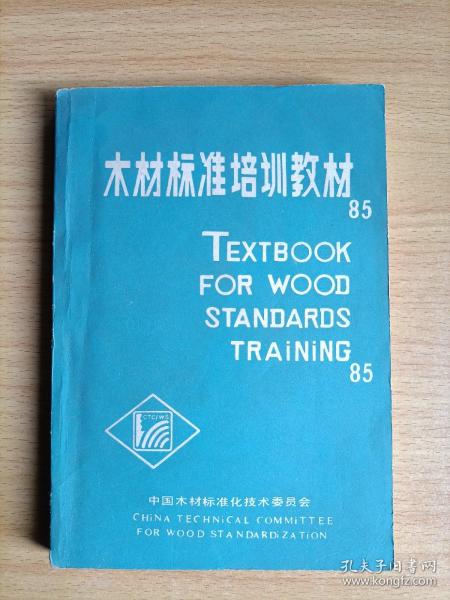 木材标准培训教材
85
TEXTBOOK
FOR WOOD
STANDARDS
TRAiNiNG
85
CTC/WS
中国木材标准化技术委员会
CHiNA TECHNiCAL COMMiTTEE
FOR WOOD STANDARDiZATiON
孔夫子旧书网
www.kongfz.com